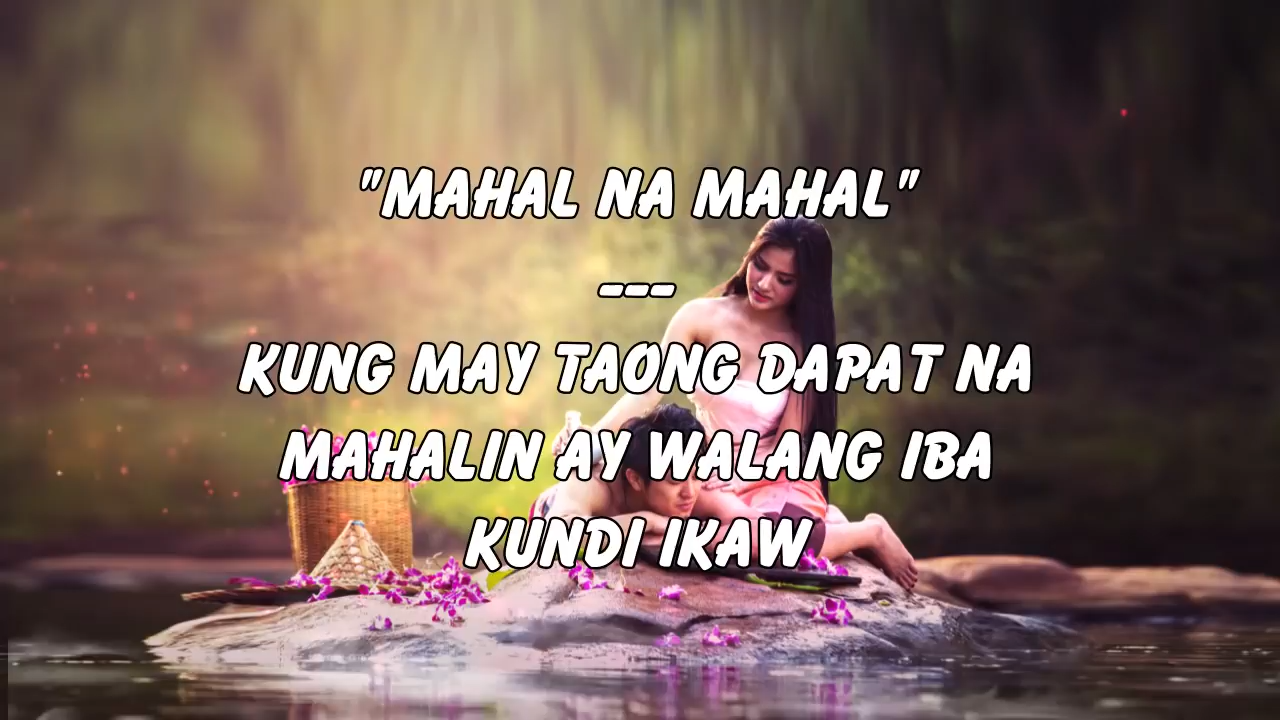 "MAHAL NA MAHAL"
---
KUNG MAY TAONG DAPAT NA
MAHALIN AY WALANG IBA
KUNDI IKAW